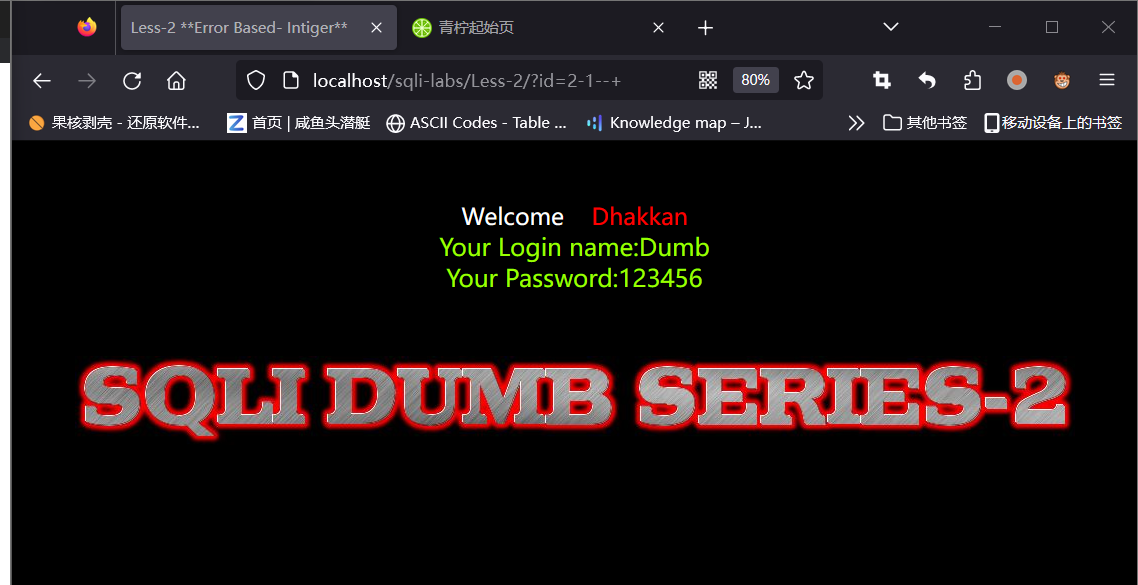 Less-2 **Error Based- Intiger**
青柠起始页
localhost/sqli-labs/Less-2/?id=2-1--+
80%
果核剥壳 - 还原软件...
Z 首页 | 咸鱼头潜艇
ASCII Codes - Table ...
Knowledge map – J...
其他书签
移动设备上的书签
Welcome Dhakkan
Your Login name:Dumb
Your Password:123456
SQLI DUMB SERIES-2